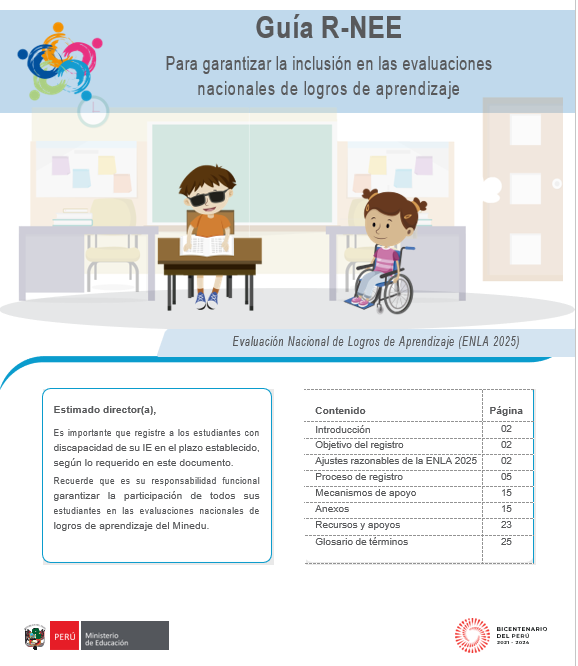 Guía R-NEE
Para garantizar la inclusión en las evaluaciones
nacionales de logros de aprendizaje
Evaluación Nacional de Logros de Aprendizaje (ENLA 2025)
Estimado director(a),
Es importante que registre a los estudiantes con
discapacidad de su IE en el plazo establecido,
según lo requerido en este documento.
Recuerde que es su responsabilidad funcional
garantizar la participación de todos sus
estudiantes en las evaluaciones nacionales de
logros de aprendizaje del Minedu.
Contenido Página
Introducción 02
Objetivo del registro 02
Ajustes razonables de la ENLA 2025 02
Proceso de registro 05
Mecanismos de apoyo 15
Anexos 15
Recursos y apoyos 23
Glosario de términos 25
PERÚ
Ministerio
de Educación
BICENTENARIO
DEL PERÚ
2021 - 2024